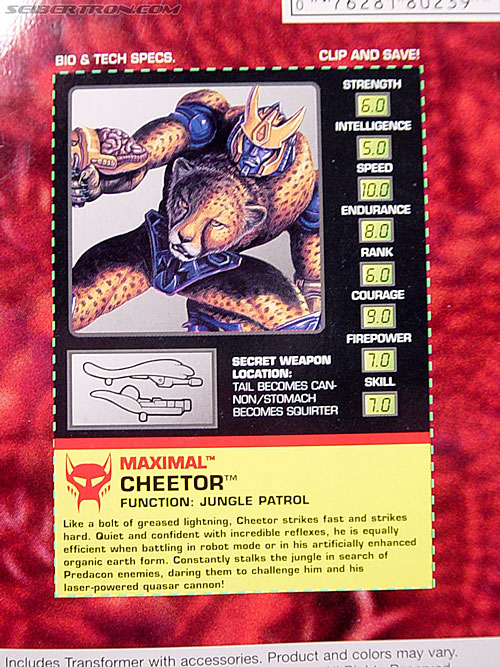 SEIBERTRON.COM
0 76281 80239
BIO & TECH SPECS. CLIP AND SAVE!
STRENGTH
6.0
INTELLIGENCE
5.0
SPEED
10.0
ENDURANCE
8.0
RANK
6.0
COURAGE
9.0
FIREPOWER
7.0
SKILL
7.0
SECRET WEAPON
LOCATION:
TAIL BECOMES CAN-
NON/STOMACH
BECOMES SQUIRTER
MAXIMAL™
CHEETOR™
FUNCTION: JUNGLE PATROL
Like a bolt of greased lightning, Cheetor strikes fast and strikes
hard. Quiet and confident with incredible reflexes, he is equally
efficient when battling in robot mode or in his artificially enhanced
organic earth form. Constantly stalks the jungle in search of
Predacon enemies, daring them to challenge him and his
laser-powered quasar cannon!
Includes Transformer with accessories. Product and colors may vary.